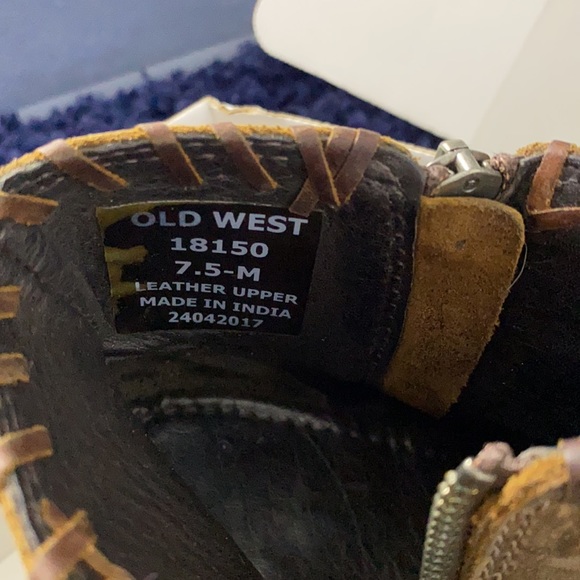 OLD WEST
18150
7.5-M
LEATHER UPPER
MADE IN INDIA
24042017